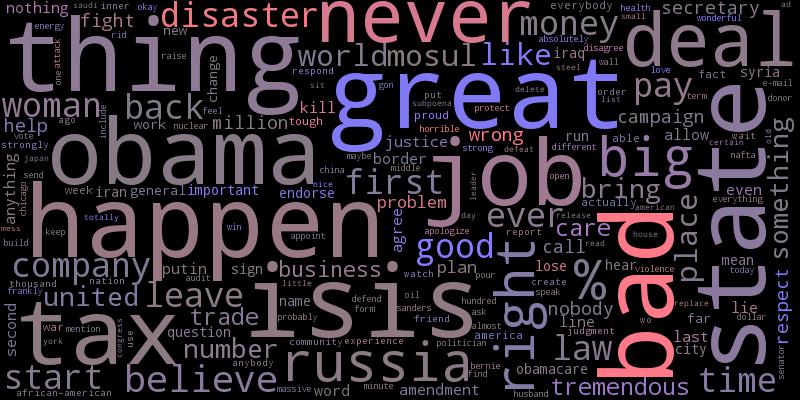 nothing
saudi
inner
okay
disaster
never
everybody
health
secretary
ad
energy
fight
new
money
small
wonderful
thing
rid
world
mosul
like
absolutely
iraq
disagree
deal
one
attack
raise
change
respond
great
steel
wall
love
fact
syria
e-mail
woman
back
sit
gon
delete
order
list
pay
term
donor
vote
ago
include
feel
kill
put
subpoena
protect
campaign
help
work
nuclear
million
tough
proud
horrible
wrong
run
able
allow
wait
old
certain
strongly
obama
justice
strong
defeat
different
big
nafta
something
japan
maybe
border
middle
job
state
anything
send
week
iran
general
important
china
first
leader
open
bring
even
everything
chicago
nice
endorse
problem
actually
mess
totally
win
happen
agree
day
ever
release
american
place
keep
appoint
apologize
care
bad
build
good
report
house
company
putin
sign
business
watch
plan
pour
right
call
read
lose
%
hear
violence
mean
today
thousand
nation
audit
little
isis
create
respect
frankly
united
leave
name
defend
form
oil
hundred
speak
nobody
replace
lie
dollar
trade
probably
sanders
ask
second
war
mention
congress
tax
question
friend
america
almost
line
wo
far
york
use
number
community
experience
politician
judgment
law
last
city
senator
anybody
russia
bernie
find
obamacare
start
believe
massive
word
minute
amendment
tremendous
time
african-american
husband